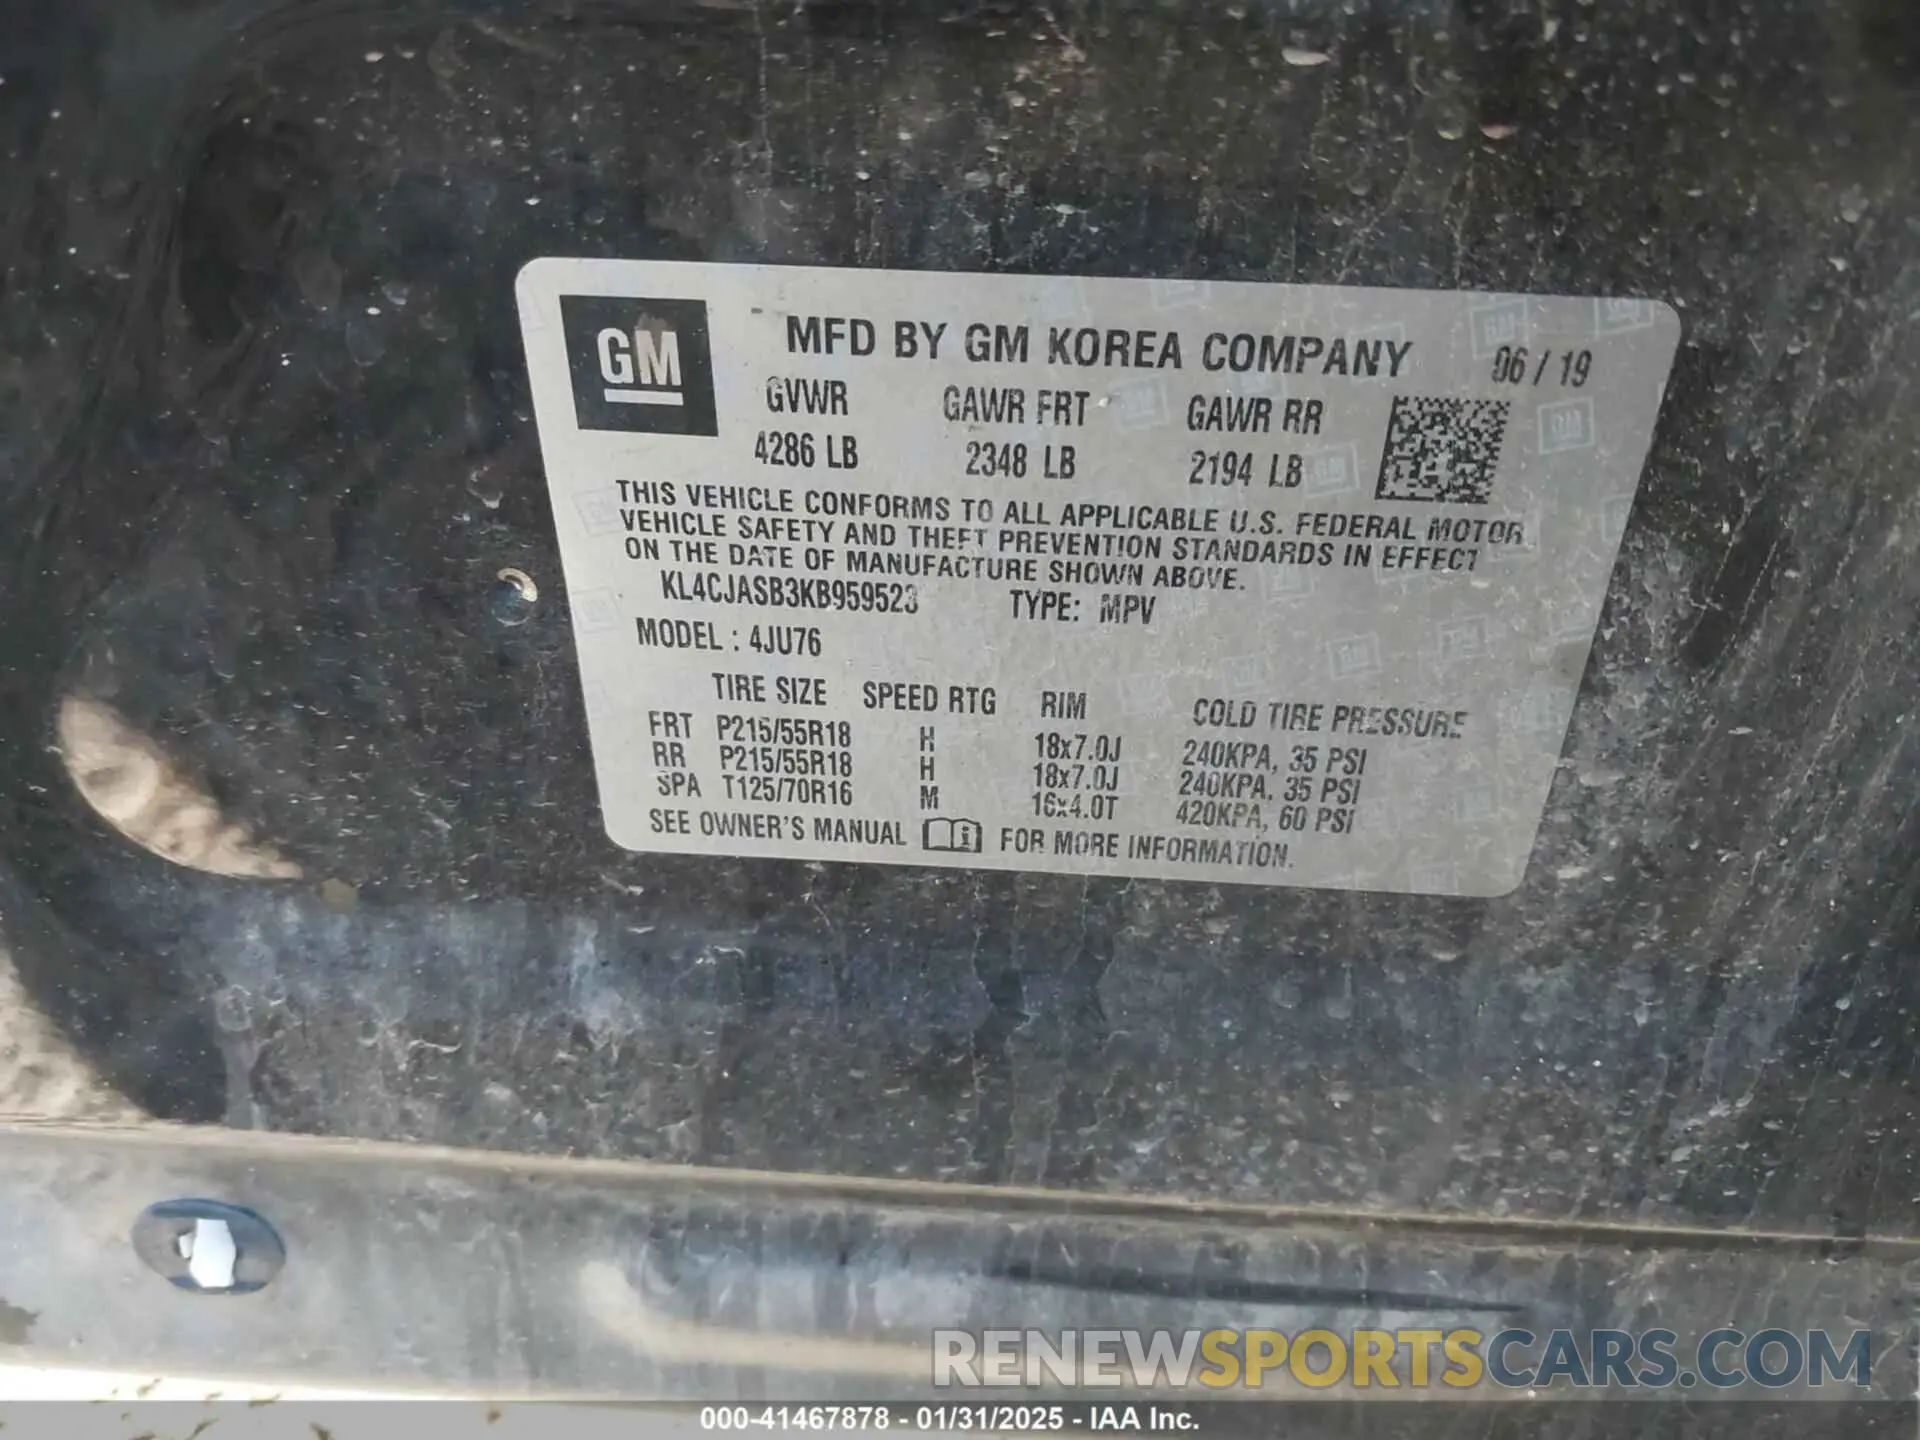 GM
MFD BY GM KOREA COMPANY 06 / 19
GVWR GAWR FRT GAWR RR
4286 LB 2348 LB 2194 LB
THIS VEHICLE CONFORMS TO ALL APPLICABLE U.S. FEDERAL MOTOR
VEHICLE SAFETY AND THEFT PREVENTION STANDARDS IN EFFECT
ON THE DATE OF MANUFACTURE SHOWN ABOVE.
KL4CJASB3KB959523 TYPE: MPV
MODEL : 4JU76
TIRE SIZE SPEED RTG RIM COLD TIRE PRESSURE
FRT P215/55R18 H 18x7.0J 240KPA, 35 PSI
RR P215/55R18 H 18x7.0J 240KPA, 35 PSI
SPA T125/70R16 M 16x4.0T 420KPA, 60 PSI
SEE OWNER'S MANUAL FOR MORE INFORMATION.
RENEWSPORTSCARS.COM
000-41467878 - 01/31/2025 - IAA Inc.